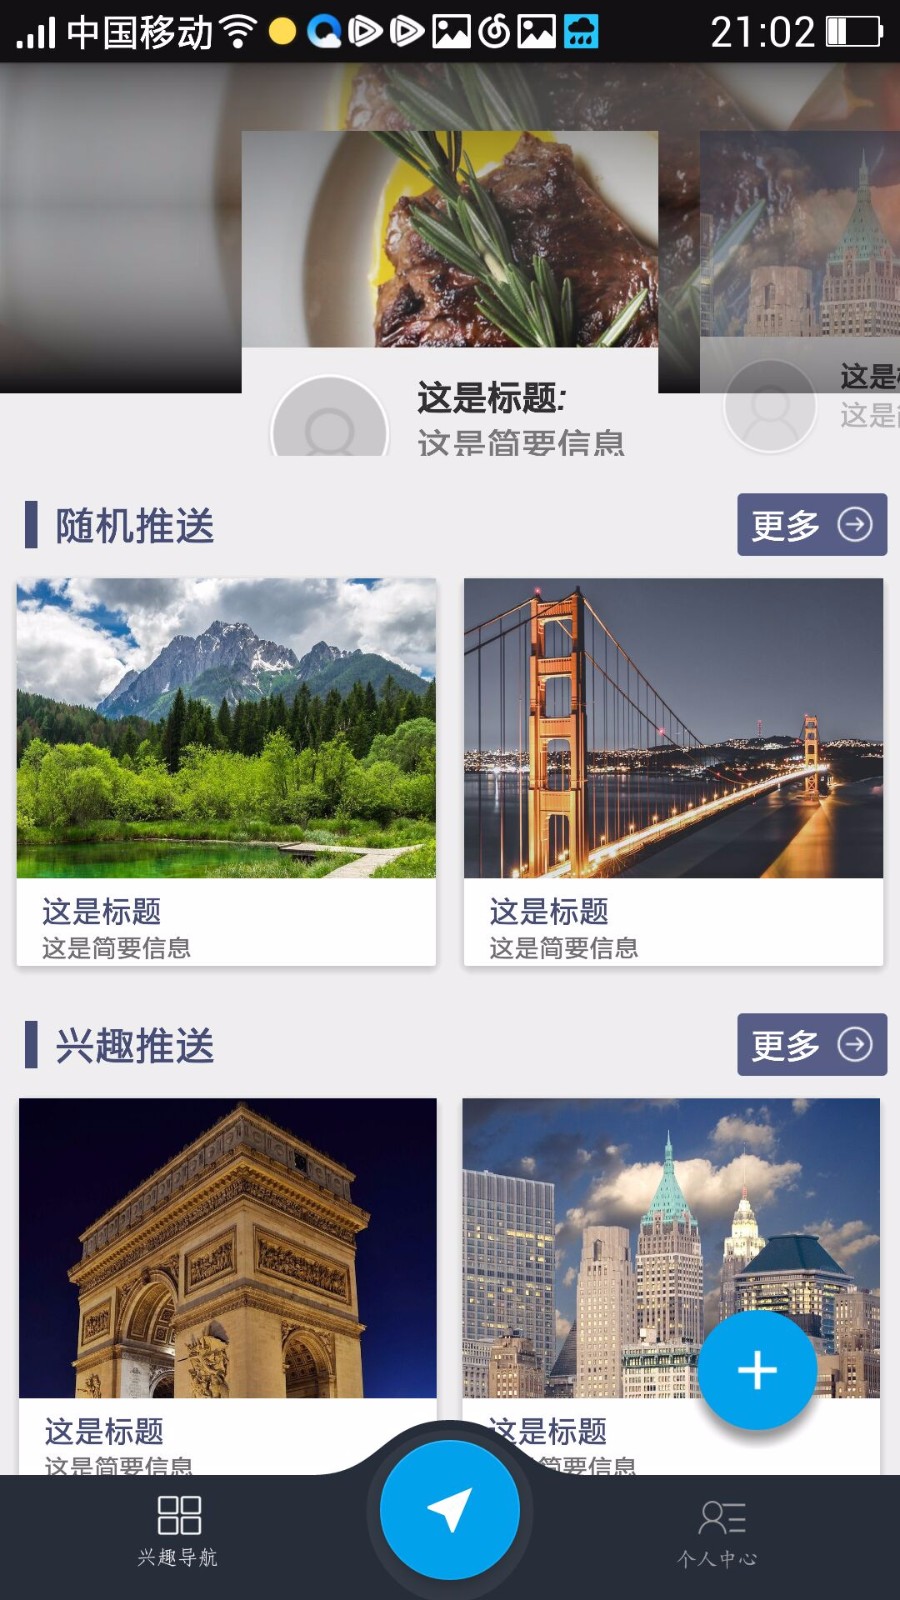 中国移动 21:02
这是标题:
这是简要信息
这是
这是
随机推送
更多
这是标题
这是简要信息
这是标题
这是简要信息
兴趣推送
更多
这是标题
这是简要信息
这是标题
简要信息
兴趣导航
个人中心